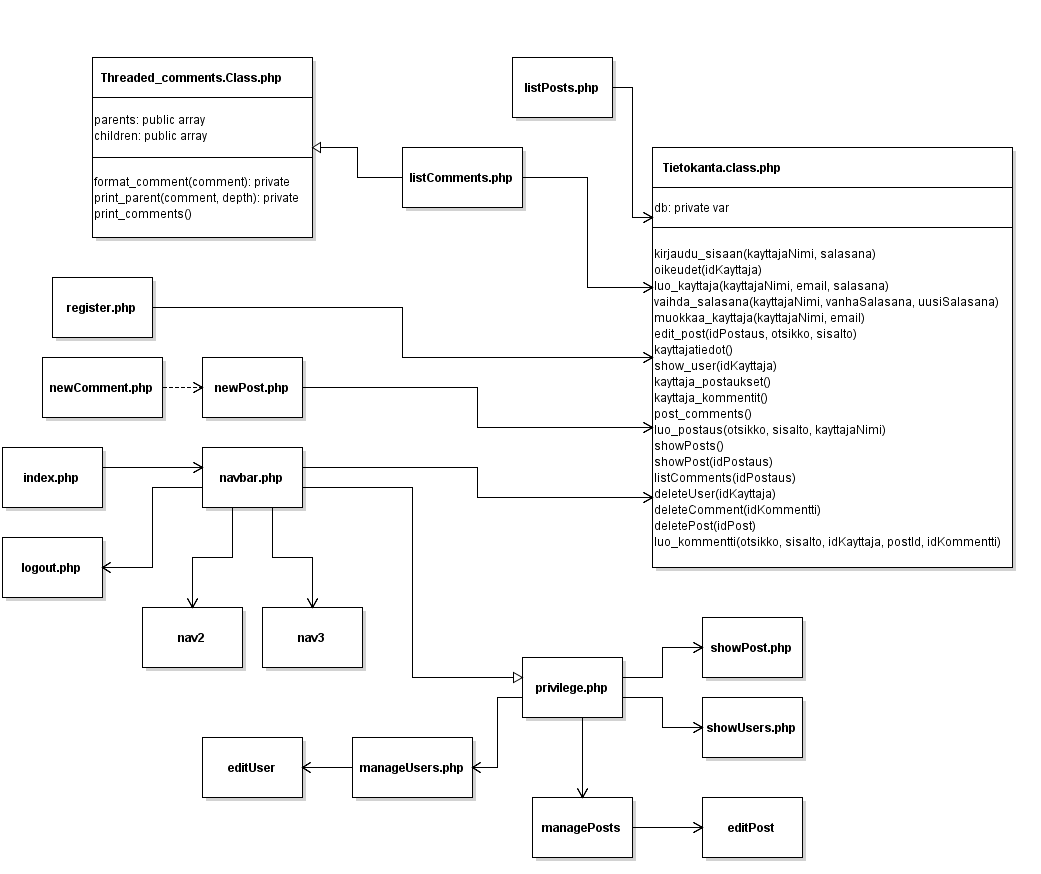 Threaded_comments.Class.php
parents: public array
children: public array
format_comment(comment): private
print_parent(comment, depth): private
print_comments()
listPosts.php
listComments.php
Tietokanta.class.php
db: private var
kirjaudu_sisaan(kayttajaNimi, salasana)
oikeudet(idKayttaja)
luo_kayttaja(kayttajaNimi, email, salasana)
vaihda_salasana(kayttajaNimi, vanhaSalasana, uusiSalasana)
muokkaa_kayttaja(kayttajaNimi, email)
edit_post(idPostaus, otsikko, sisalto)
kayttajatiedot()
show_user(idKayttaja)
kayttaja_postaukset()
kayttaja_kommentit()
post_comments()
luo_postaus(otsikko, sisalto, kayttajaNimi)
showPosts()
showPost(idPostaus)
listComments(idPostaus)
deleteUser(idKayttaja)
deleteComment(idKommentti)
deletePost(idPost)
luo_kommentti(otsikko, sisalto, idKayttaja, postId, idKommentti)
register.php
newComment.php
newPost.php
index.php
navbar.php
logout.php
nav2
nav3
privilege.php
showPost.php
showUsers.php
editUser
manageUsers.php
managePosts
editPost